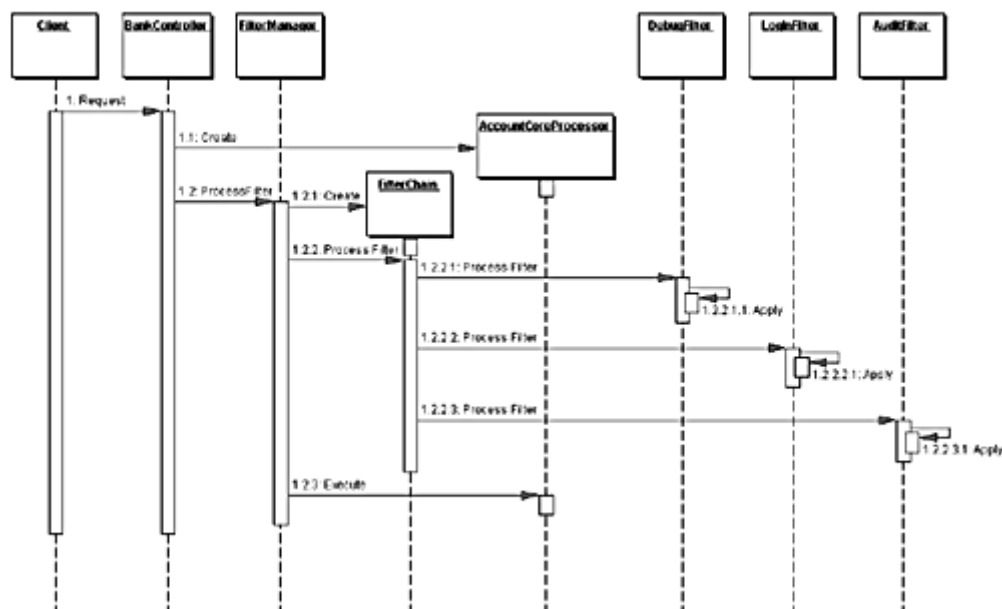 Client
BankController
FilterManager
DebugFilter
LoginFilter
AuditFilter
1. Request
AccountCoreProcessor
1.1: Create
FilterChain
1.2: ProcessFilter
1.2.1: Create
1.2.2. Process Filter
1.2.2.1: Process Filter
1.2.2.1.1: Apply
1.2.2.2: Process Filter
1.2.2.2.1: Apply
1.2.2.3: Process Filter
1.2.2.3.1: Apply
1.2.3: Execute